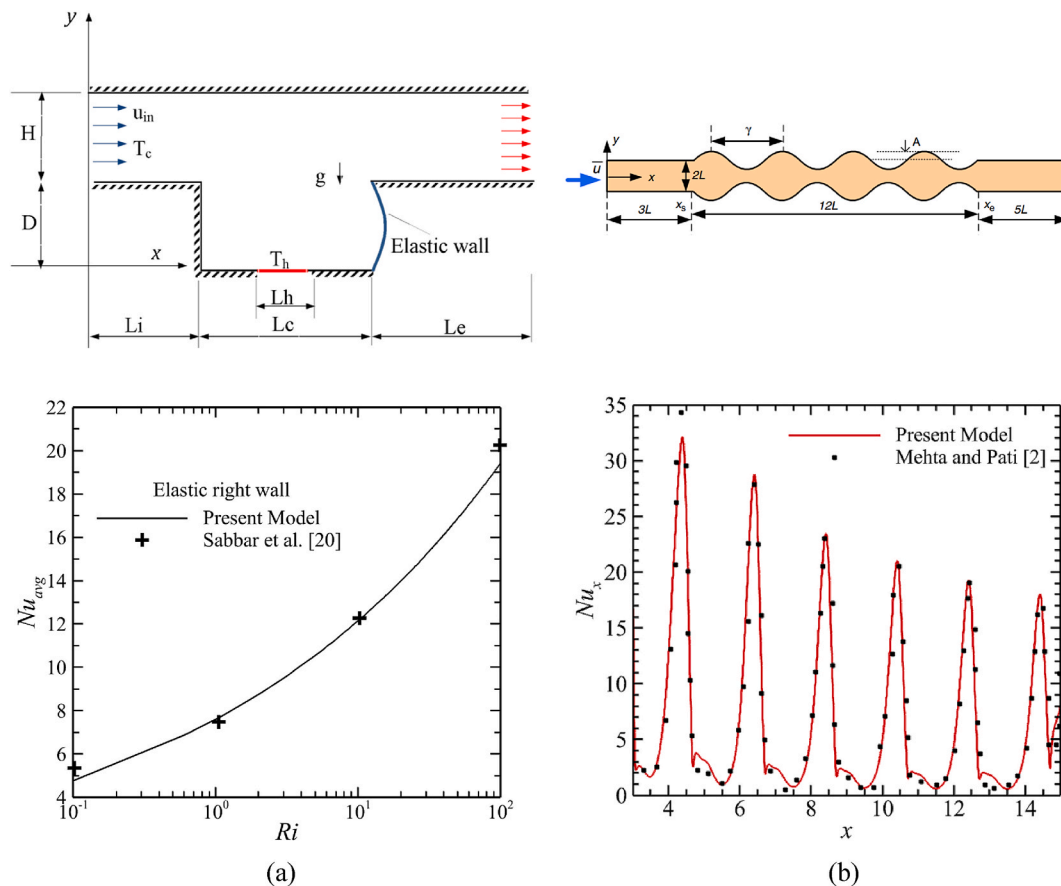 y
H
u_in
T_c
g
D
x
Elastic wall
T_h
Lh
Li
Lc
Le
y
γ
A
u̅
x
2L
x_s
x_e
3L
12L
5L
22
20
18
16
14
12
10
8
6
4
Nu_avg
Elastic right wall
Present Model
Sabbar et al. [20]
10^-1
10^0
10^1
10^2
Ri
(a)
35
30
25
20
15
10
5
0
Nu_x
Present Model
Mehta and Pati [2]
4
6
8
10
12
14
x
(b)